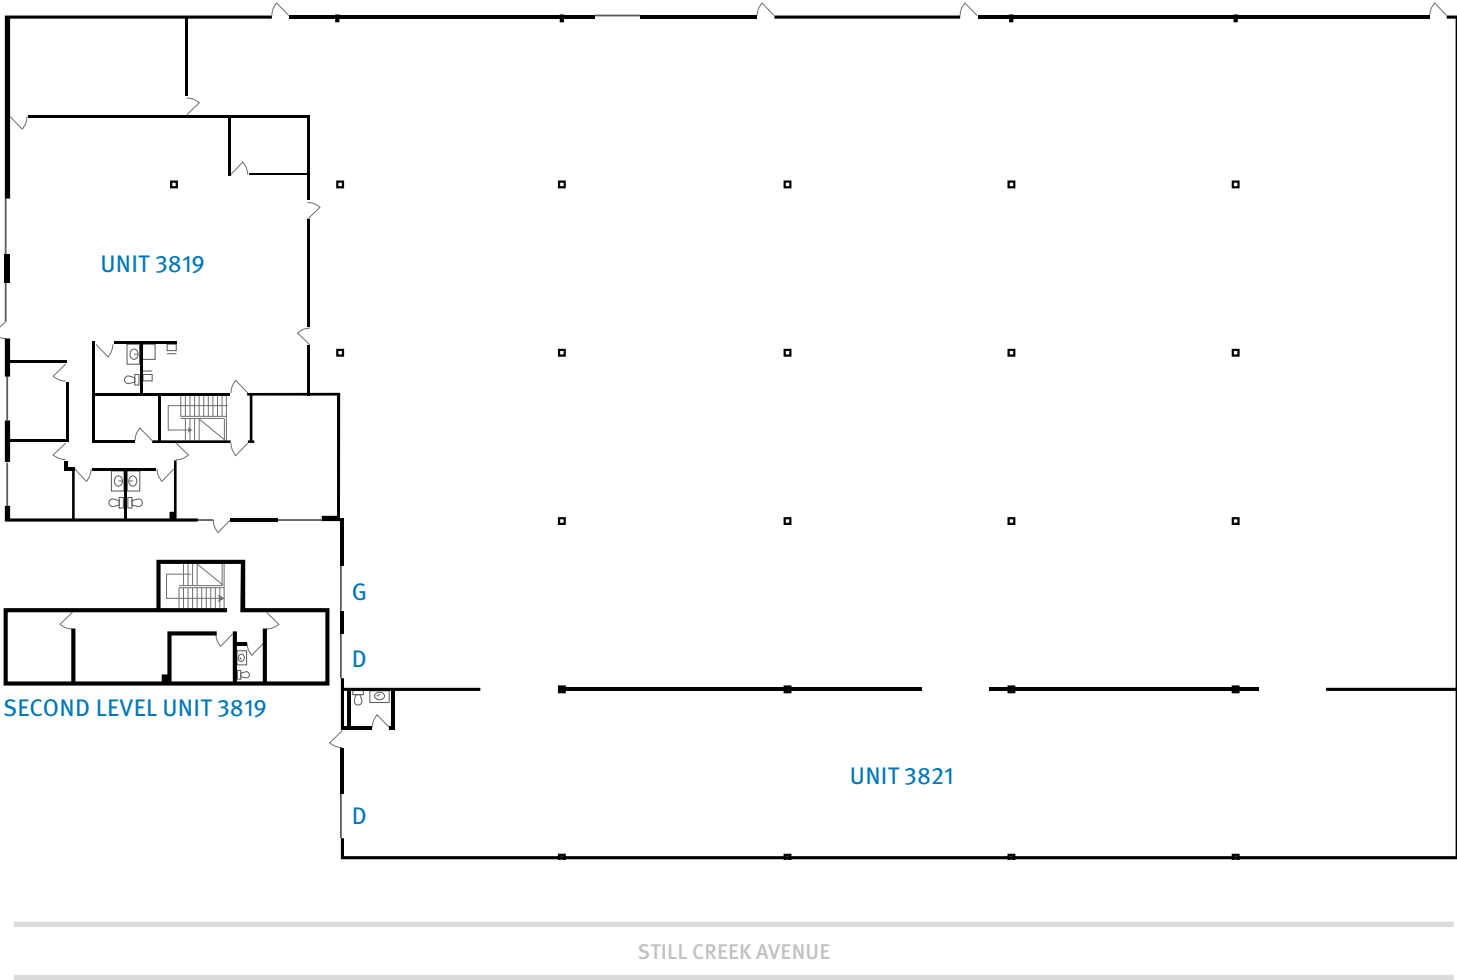 UNIT 3819
G
D
SECOND LEVEL UNIT 3819
UNIT 3821
D
STILL CREEK AVENUE